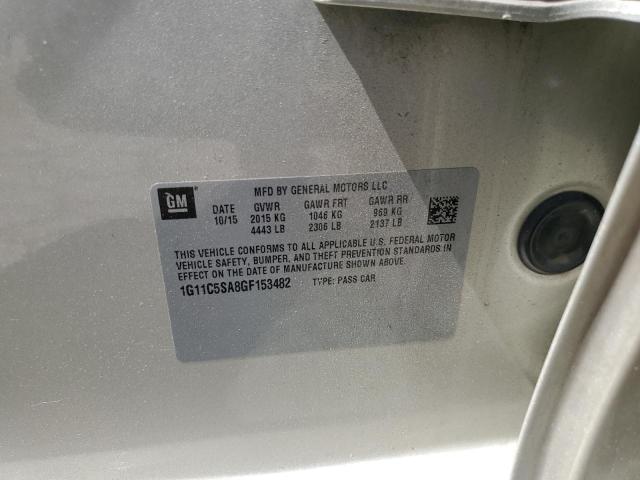 GM
MFD BY GENERAL MOTORS LLC
DATE GVWR GAWR FRT GAWR RR
10/15 2015 KG 1046 KG 969 KG
4443 LB 2306 LB 2137 LB
THIS VEHICLE CONFORMS TO ALL APPLICABLE U.S. FEDERAL MOTOR
VEHICLE SAFETY, BUMPER, AND THEFT PREVENTION STANDARDS IN
EFFECT ON THE DATE OF MANUFACTURE SHOWN ABOVE.
1G11C5SA8GF153482 TYPE: PASS CAR